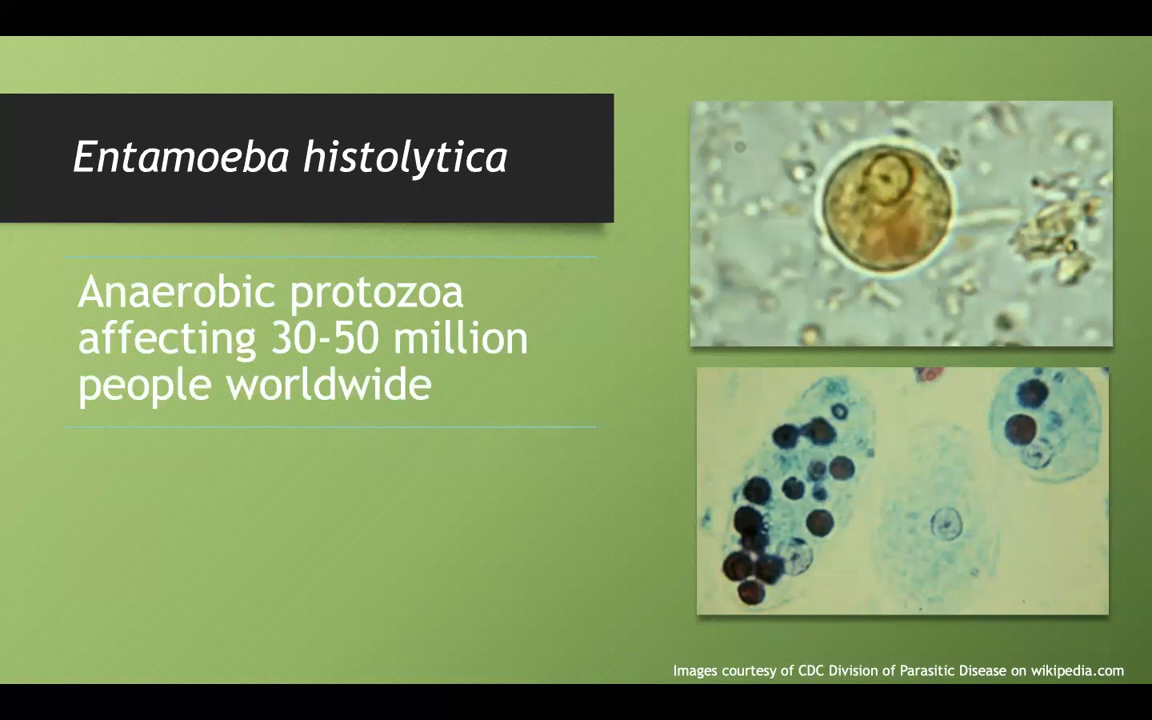 Entamoeba histolytica
Anaerobic protozoa
affecting 30-50 million
people worldwide
Images courtesy of CDC Division of Parasitic Disease on wikipedia.com